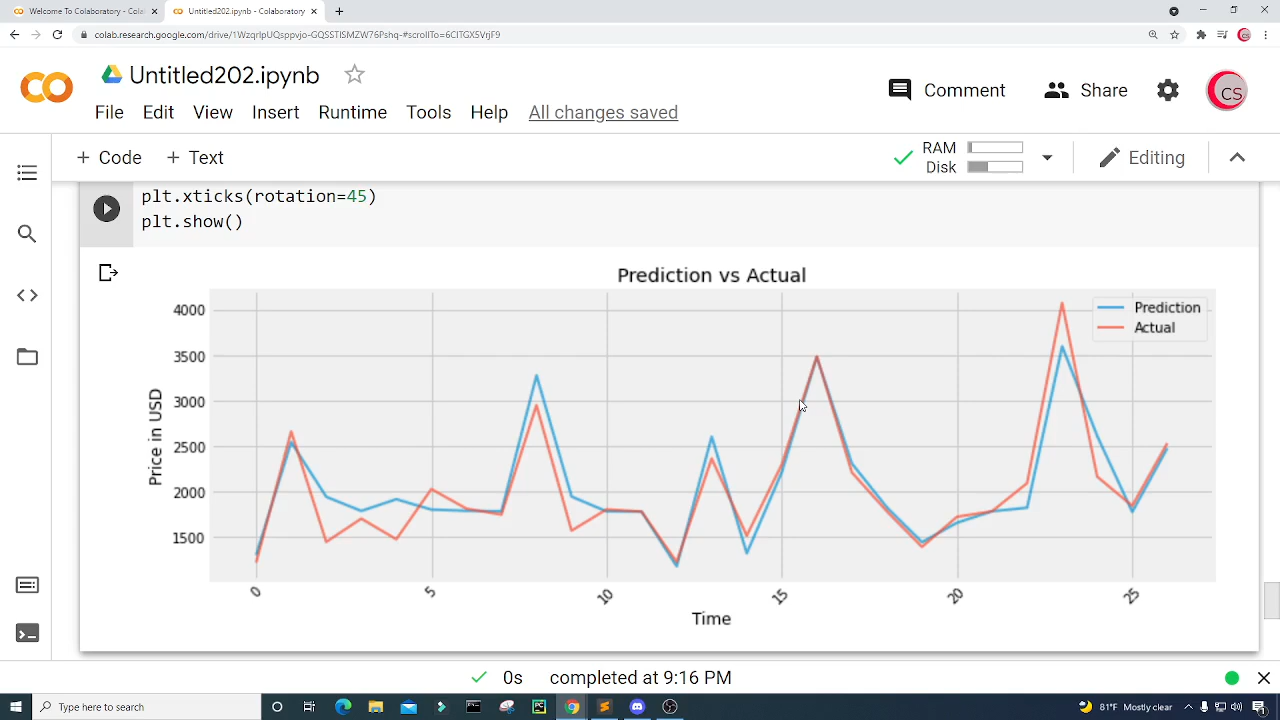 Welcome To Colaboratory - Colab
Untitled202.ipynb - Colaboratory
colab.research.google.com/drive/1WzqrIpUQsppvjo-GQSSTISMZW76Pshq-#scrollTo=6CITGX5VrjF9
Untitled202.ipynb
File Edit View Insert Runtime Tools Help All changes saved
Comment Share CS
+ Code + Text
RAM
Disk
Editing
plt.xticks(rotation=45)
plt.show()
Prediction vs Actual
Prediction
Actual
4000
3500
3000
2500
2000
1500
Price in USD
0 5 10 15 20 25
Time
0s completed at 9:16 PM
Type here to search
81°F Mostly clear